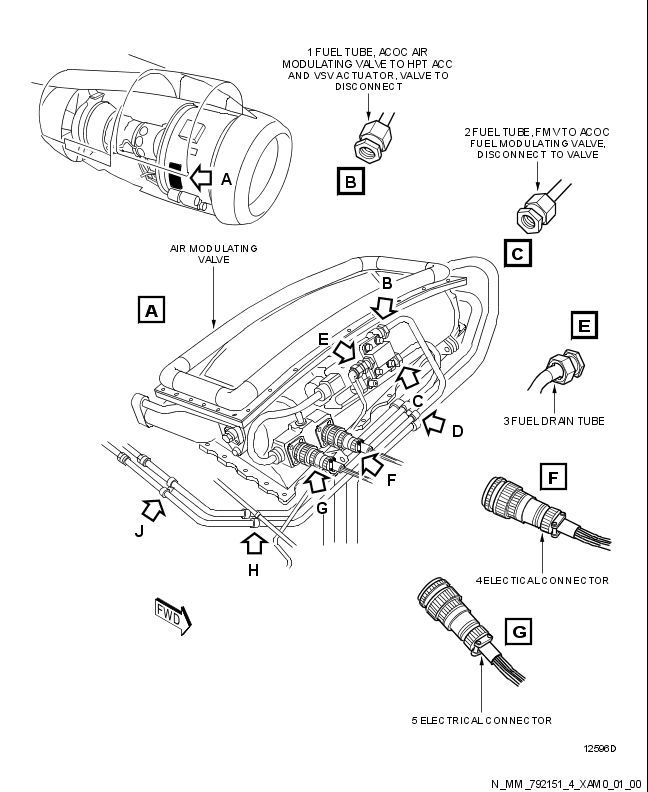 1 FUEL TUBE, ACOC AIR
MODULATING VALVE TO HPT ACC
AND VSV ACTUATOR, VALVE TO
DISCONNECT
B
2 FUEL TUBE, FMV TO ACOC
FUEL MODULATING VALVE,
DISCONNECT TO VALVE
C
A
AIR MODULATING
VALVE
A
B
E
C
D
F
G
J
H
E
3 FUEL DRAIN TUBE
F
4 ELECTICAL CONNECTOR
G
5 ELECTRICAL CONNECTOR
FWD
12596D
N_MM_792151_4_XAM0_01_00